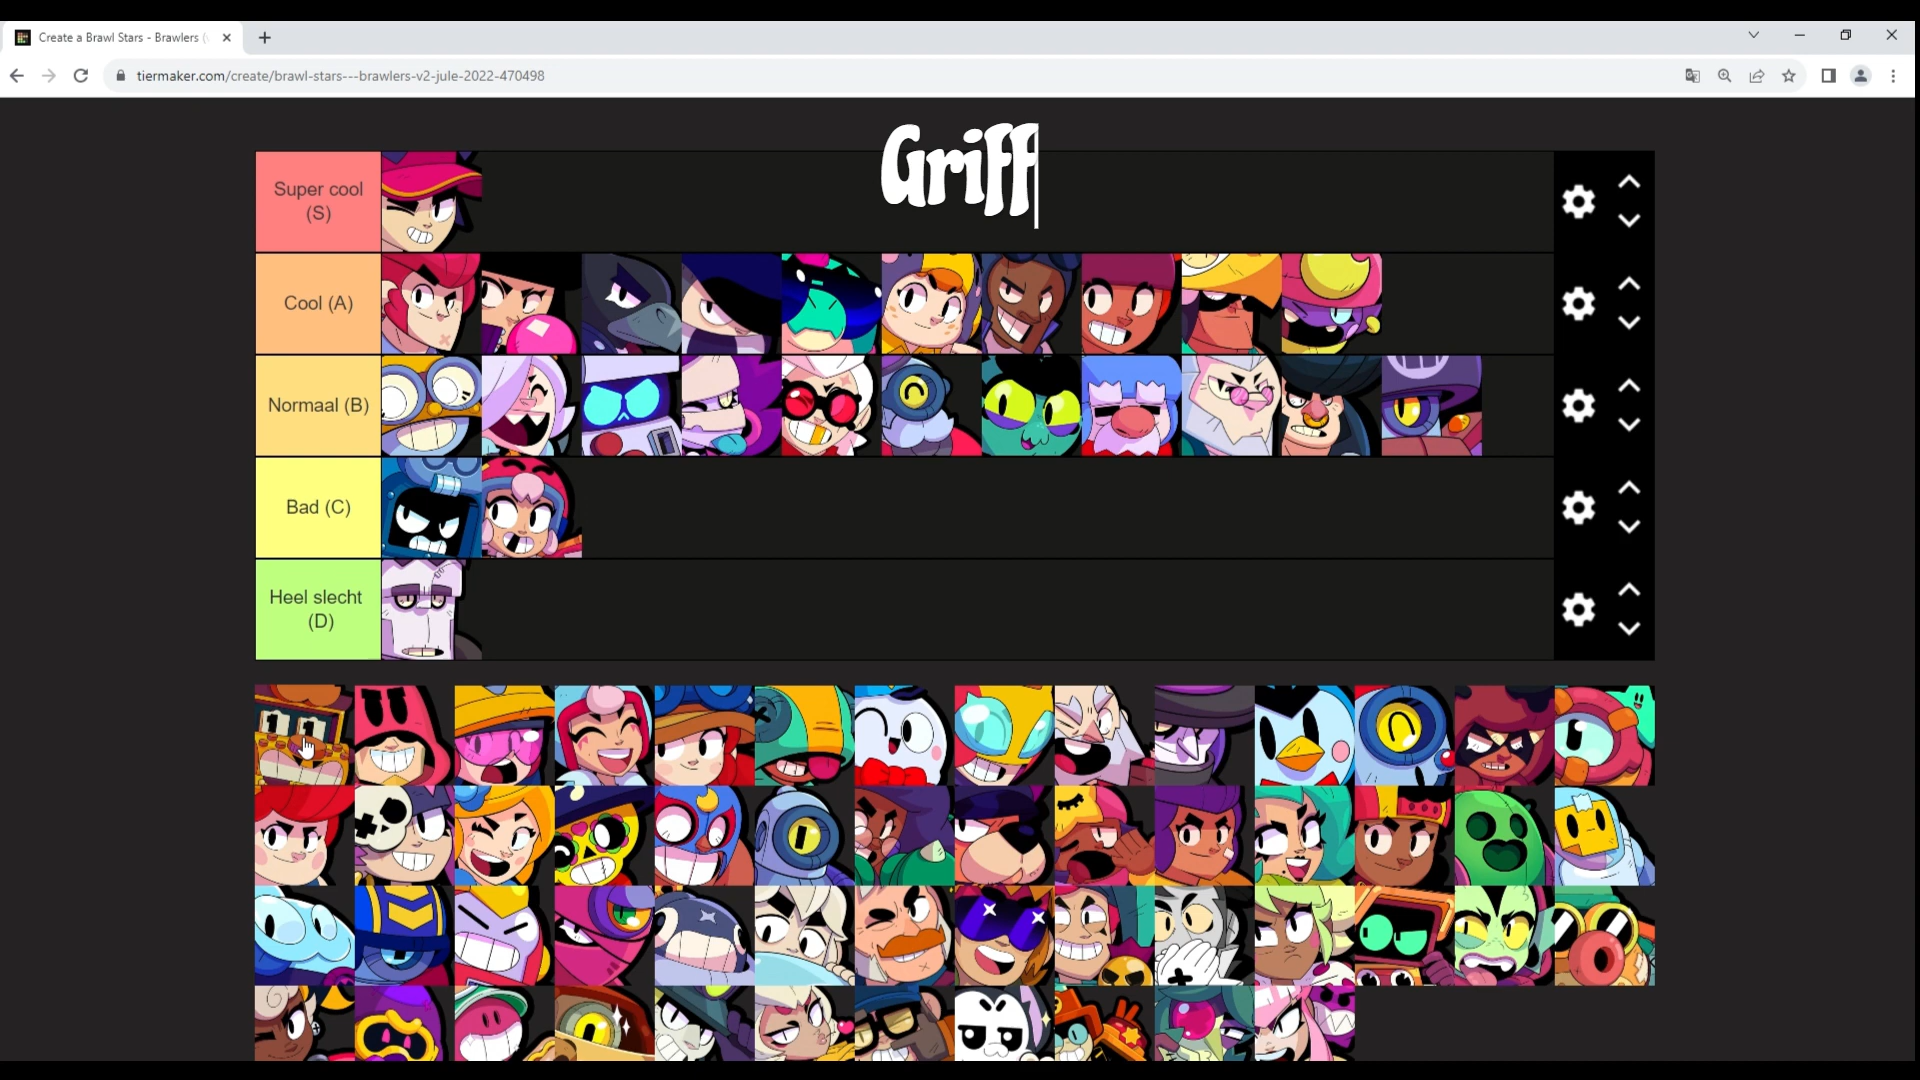 Create a Brawl Stars - Brawlers (
tiermaker.com/create/brawl-stars---brawlers-v2-jule-2022-470498
Griff
Super cool
(S)
Cool (A)
Normaal (B)
Bad (C)
Heel slecht
(D)